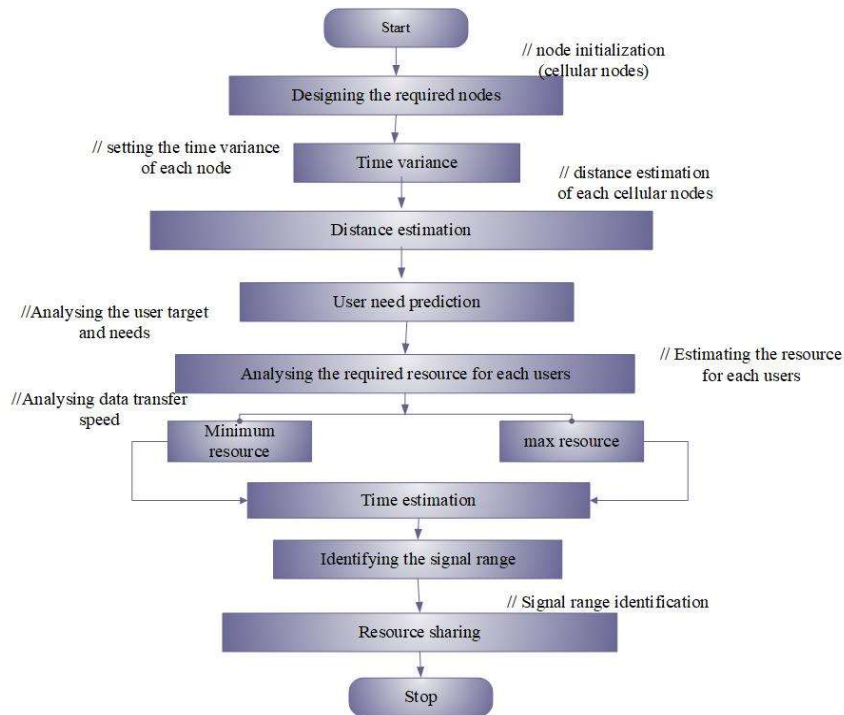 Start
// node initialization
(cellular nodes)
Designing the required nodes
// setting the time variance
of each node
Time variance
// distance estimation
of each cellular nodes
Distance estimation
User need prediction
//Analysing the user target
and needs
Analysing the required resource for each users
// Estimating the resource
for each users
//Analysing data transfer
speed
Minimum
resource
max resource
Time estimation
Identifying the signal range
// Signal range identification
Resource sharing
Stop